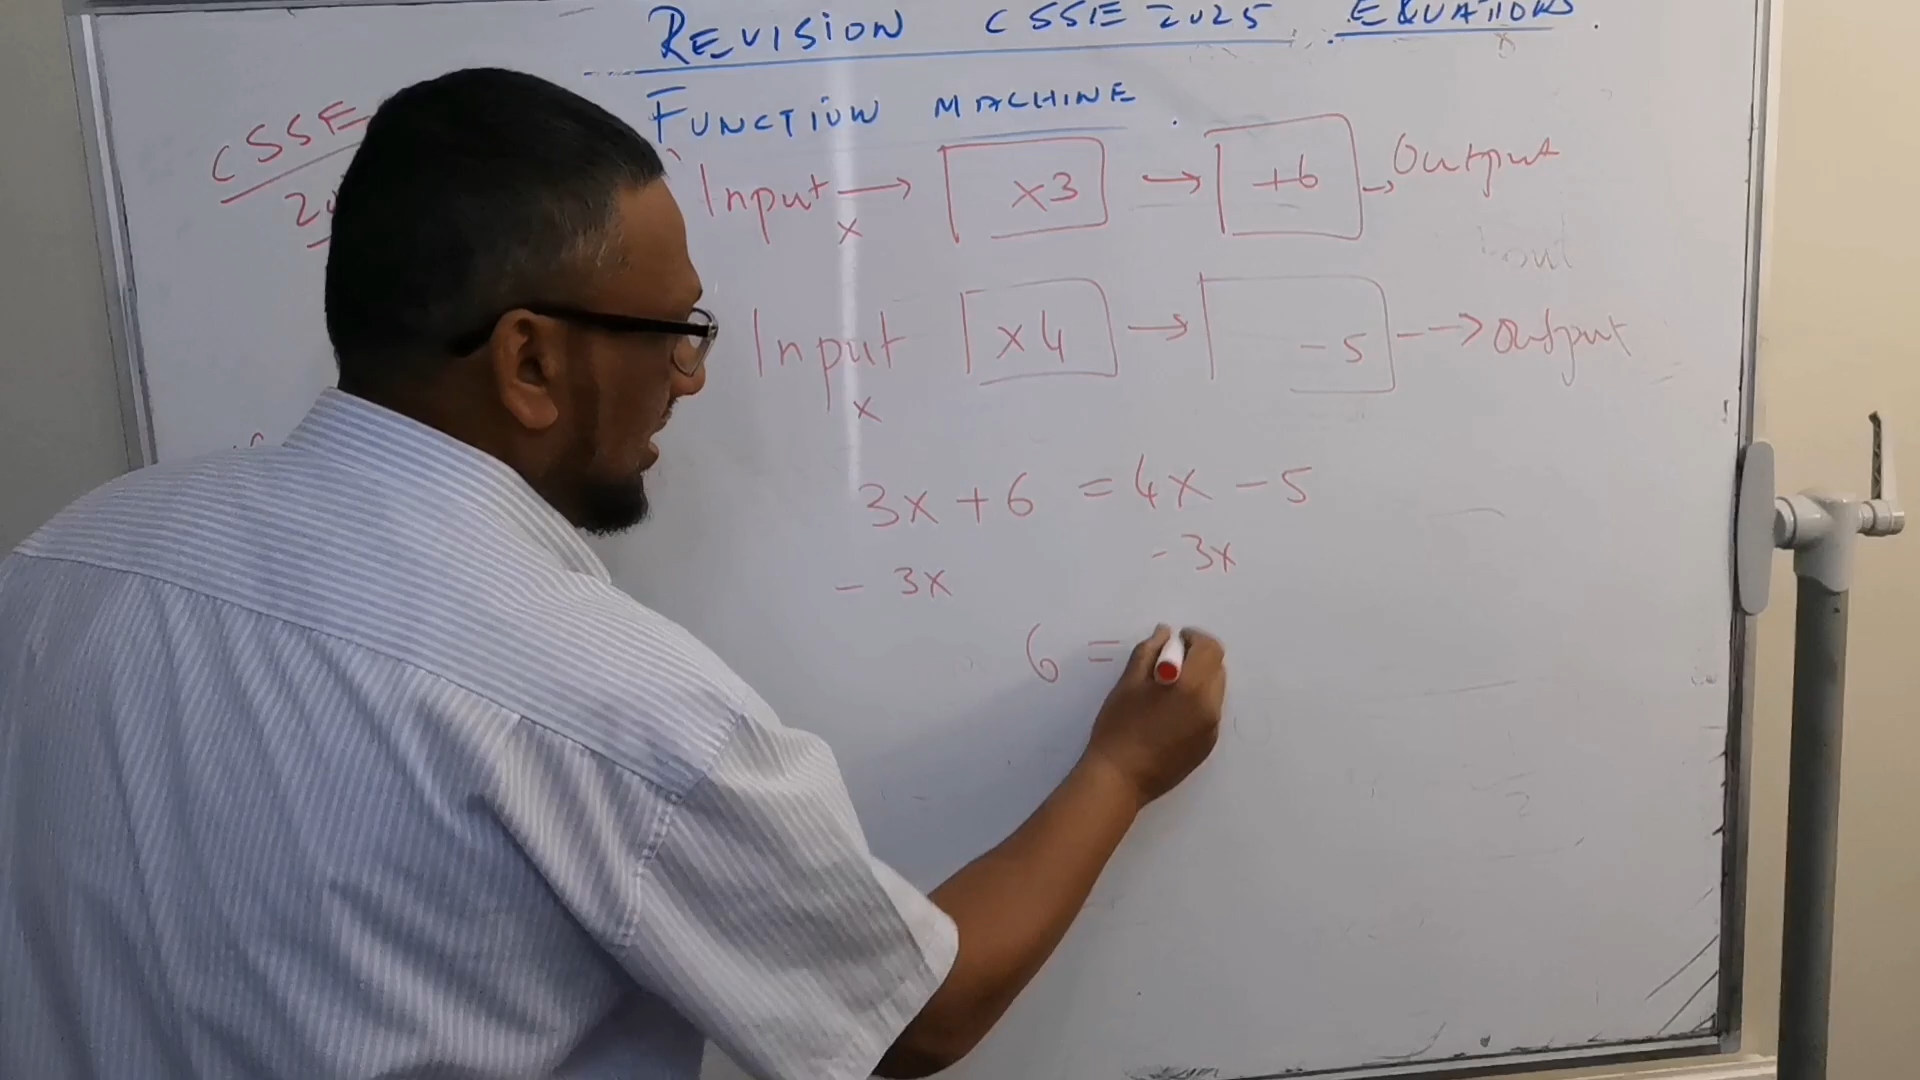 REVISION CSSE 2025 EQUATIONS.
FUNCTION MACHINE.
CSSE
Input → ×3 → +6 → Output
x
Input ×4 → -5 --> Output
x
3x + 6 = 4x - 5
- 3x - 3x
6 =